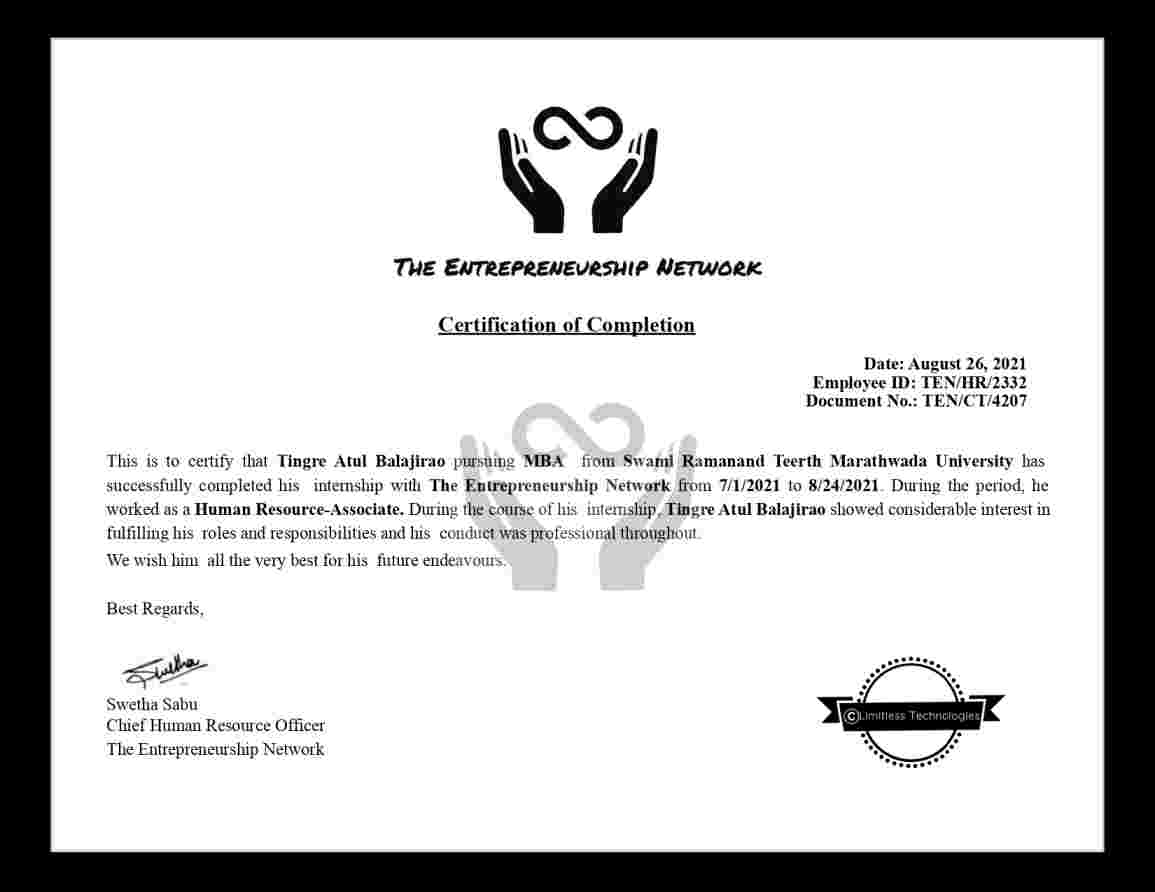 THE ENTREPRENEURSHIP NETWORK
Certification of Completion
Date: August 26, 2021
Employee ID: TEN/HR/2332
Document No.: TEN/CT/4207
This is to certify that Tingre Atul Balajirao pursuing MBA from Swami Ramanand Teerth Marathwada University has
successfully completed his internship with The Entrepreneurship Network from 7/1/2021 to 8/24/2021. During the period, he
worked as a Human Resource-Associate. During the course of his internship, Tingre Atul Balajirao showed considerable interest in
fulfilling his roles and responsibilities and his conduct was professional throughout.
We wish him all the very best for his future endeavours.
Best Regards,
Swetha
Swetha Sabu
Chief Human Resource Officer
The Entrepreneurship Network
©Limitless Technologies